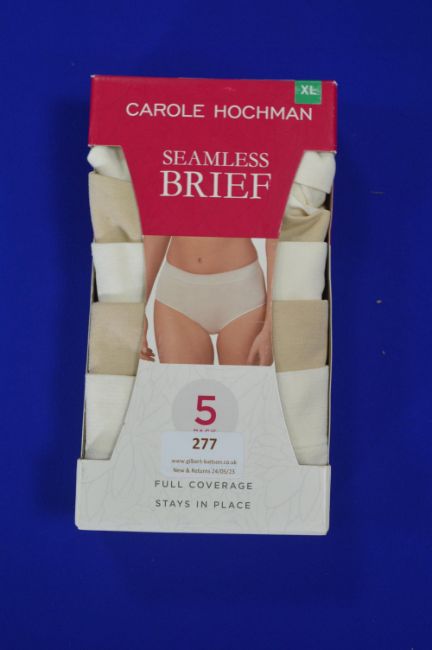 XL
CAROLE HOCHMAN
SEAMLESS
BRIEF
5
PACK
277
www.gilbert-baitson.co.uk
New & Returns 24/05/23
FULL COVERAGE
STAYS IN PLACE